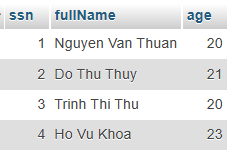 ssn fullName age
1 Nguyen Van Thuan 20
2 Do Thu Thuy 21
3 Trinh Thi Thu 20
4 Ho Vu Khoa 23